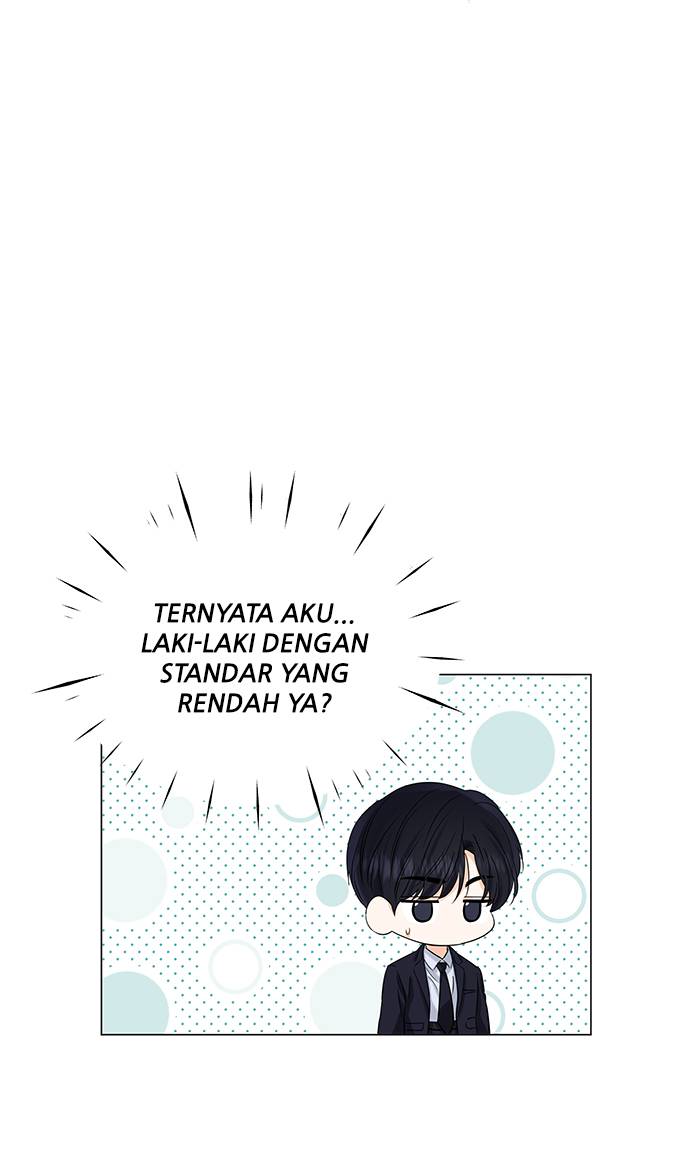 TERNYATA AKU...
LAKI-LAKI DENGAN
STANDAR YANG
RENDAH YA?